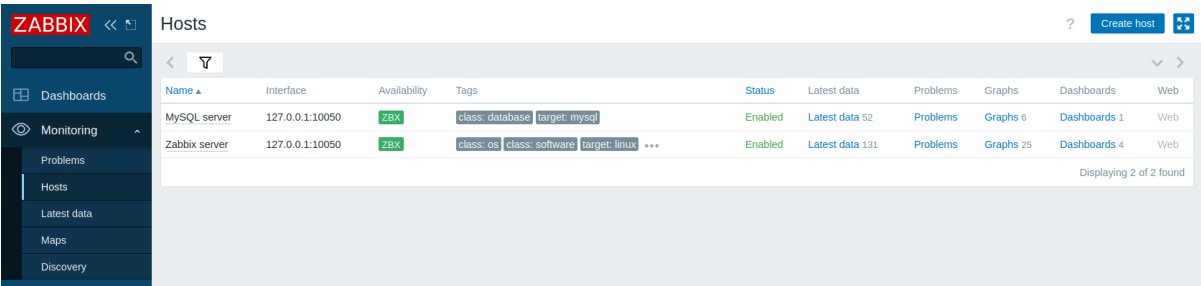 ZABBIX
Hosts
?
Create host
Dashboards
Monitoring
Problems
Hosts
Latest data
Maps
Discovery
Name Interface Availability Tags Status Latest data Problems Graphs Dashboards Web
MySQL server 127.0.0.1:10050 ZBX class: database target: mysql Enabled Latest data 52 Problems Graphs 6 Dashboards 1 Web
Zabbix server 127.0.0.1:10050 ZBX class: os class: software target: linux ••• Enabled Latest data 131 Problems Graphs 25 Dashboards 4 Web
Displaying 2 of 2 found